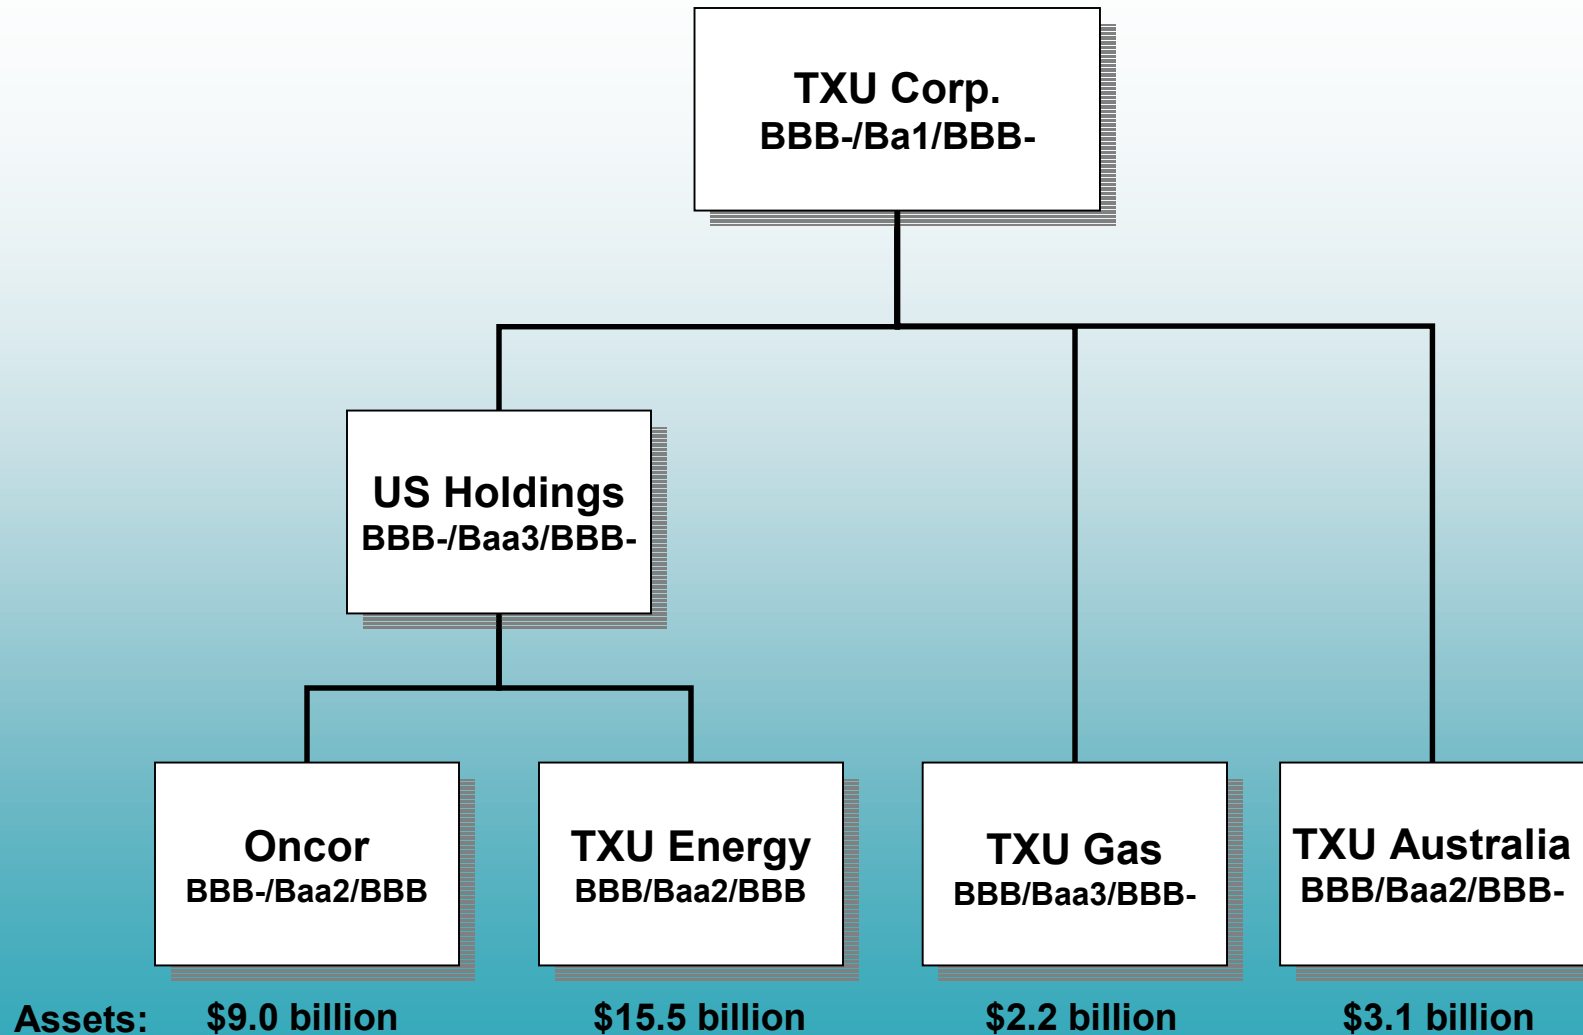 TXU Corp.
BBB-/Ba1/BBB-
US Holdings
BBB-/Baa3/BBB-
Oncor
BBB-/Baa2/BBB
TXU Energy
BBB/Baa2/BBB
TXU Gas
BBB/Baa3/BBB-
TXU Australia
BBB/Baa2/BBB-
Assets: $9.0 billion $15.5 billion $2.2 billion $3.1 billion